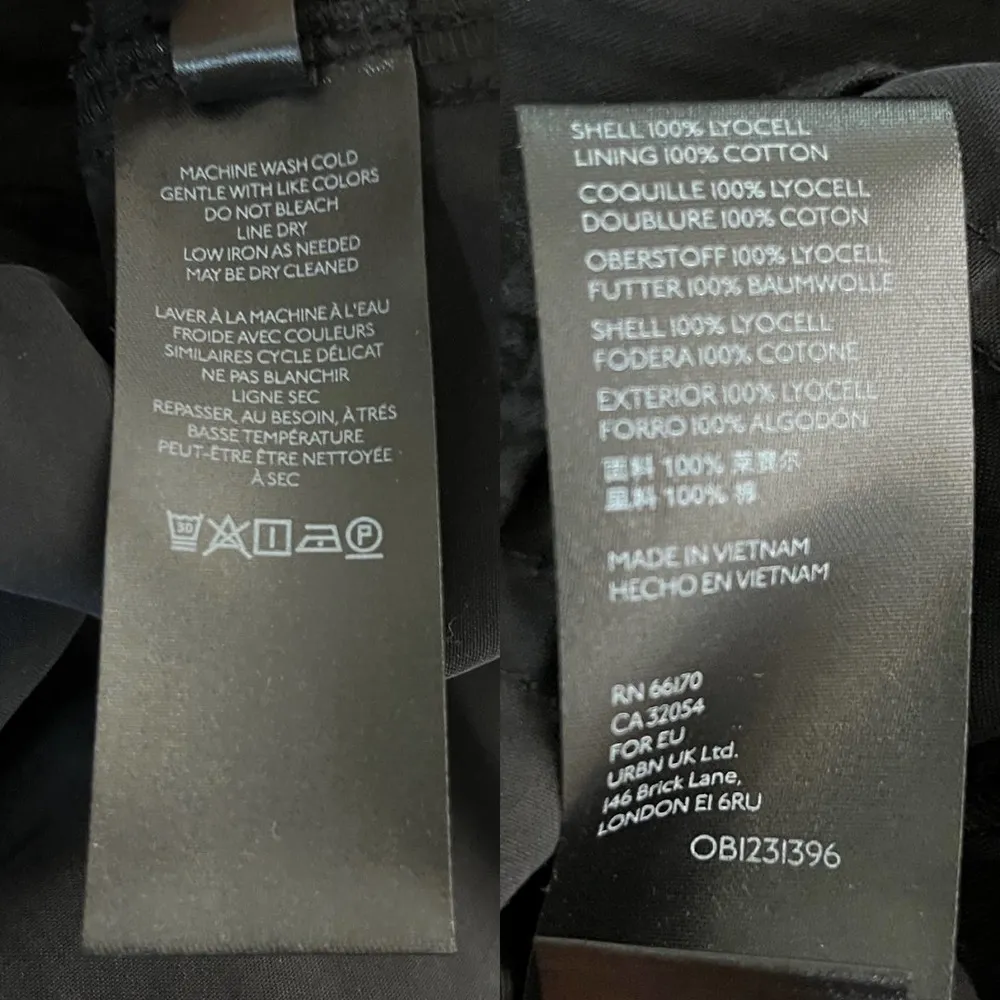 MACHINE WASH COLD
GENTLE WITH LIKE COLORS
DO NOT BLEACH
LINE DRY
LOW IRON AS NEEDED
MAY BE DRY CLEANED
LAVER À LA MACHINE À L'EAU
FROIDE AVEC COULEURS
SIMILAIRES CYCLE DÉLICAT
NE PAS BLANCHIR
LIGNE SEC
REPASSER, AU BESOIN, À TRÉS
BASSE TEMPÉRATURE
PEUT-ÊTRE ÊTRE NETTOYÉE
À SEC
30 P
SHELL 100% LYOCELL
LINING 100% COTTON
COQUILLE 100% LYOCELL
DOUBLURE 100% COTON
OBERSTOFF 100% LYOCELL
FUTTER 100% BAUMWOLLE
SHELL 100% LYOCELL
FODERA 100% COTONE
EXTERIOR 100% LYOCELL
FORRO 100% ALGODÓN
面料 100% 莱赛尔
里料 100% 棉
MADE IN VIETNAM
HECHO EN VIETNAM
RN 66170
CA 32054
FOR EU
URBN UK Ltd.
146 Brick Lane,
LONDON E1 6RU
OB1231396